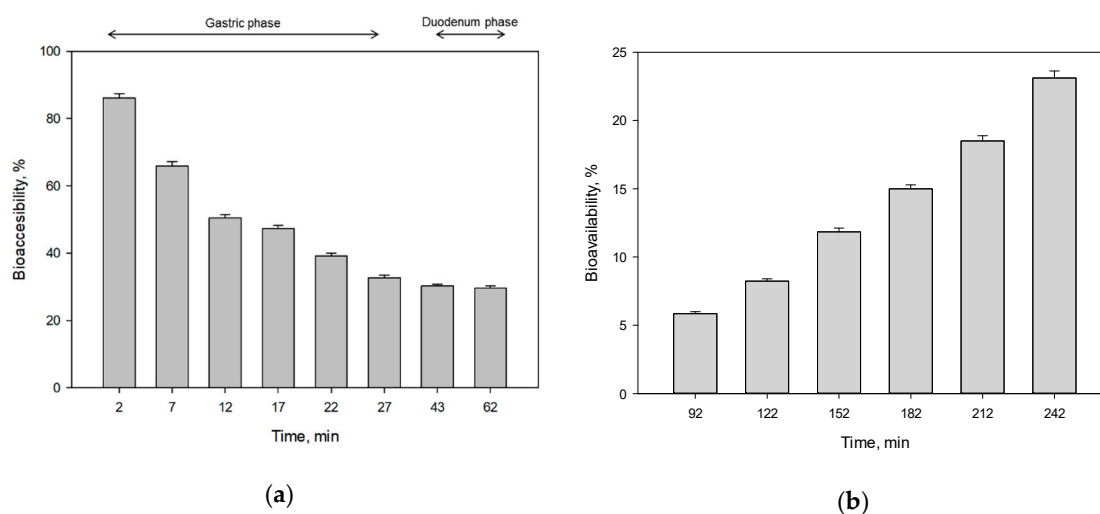 Gastric phase
Duodenum phase
Bioaccesibility, %
100
80
60
40
20
0
2 7 12 17 22 27 43 62
Time, min
(a)
Bioavailability, %
25
20
15
10
5
0
92 122 152 182 212 242
Time, min
(b)